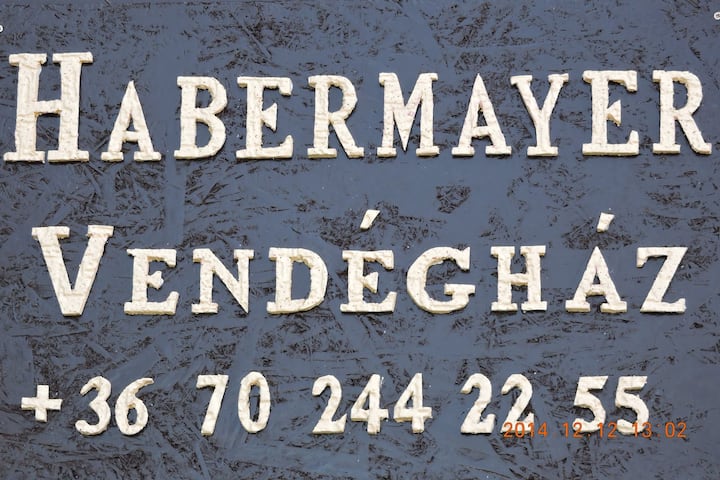 HABERMAYER
VENDÉGHÁZ
+36 70 244 22 55
2014 12 12 13:02